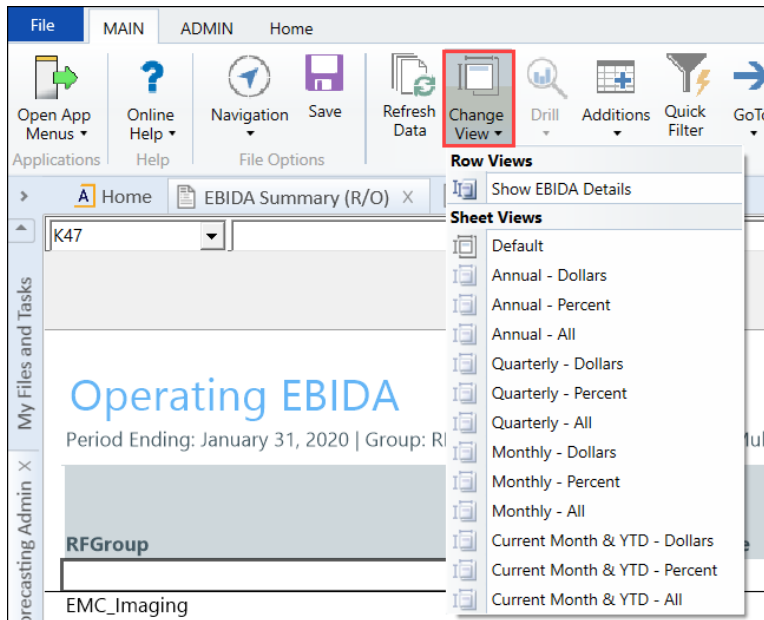 File MAIN ADMIN Home
Open App Menus
Online Help
Navigation
Save
Refresh Data
Change View
Drill
Additions
Quick Filter
Applications
Help
File Options
Row Views
Show EBIDA Details
Sheet Views
Default
Annual - Dollars
Annual - Percent
Annual - All
Quarterly - Dollars
Quarterly - Percent
Quarterly - All
Monthly - Dollars
Monthly - Percent
Monthly - All
Current Month & YTD - Dollars
Current Month & YTD - Percent
Current Month & YTD - All
Home
EBIDA Summary (R/O) X
K47
My Files and Tasks
Admin X
Operating EBIDA
Period Ending: January 31, 2020 | Group:
RFGroup
EMC_Imaging